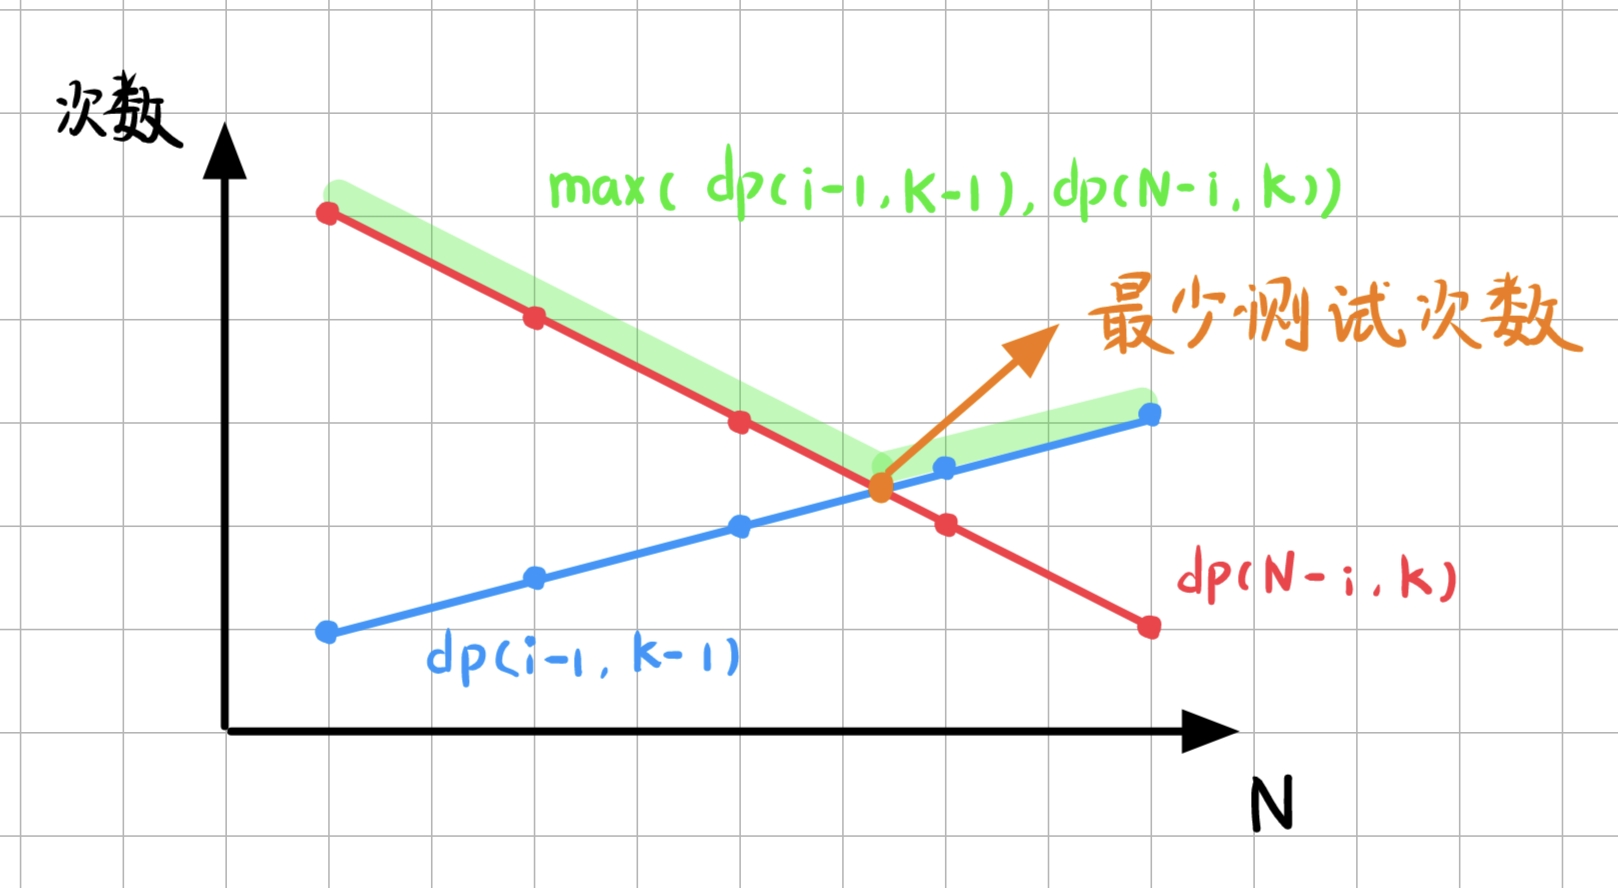 次数
max( dp(i-1,K-1), dp(N-i,k))
最少测试次数
dp(N-i,k)
dp(i-1,k-1)
N